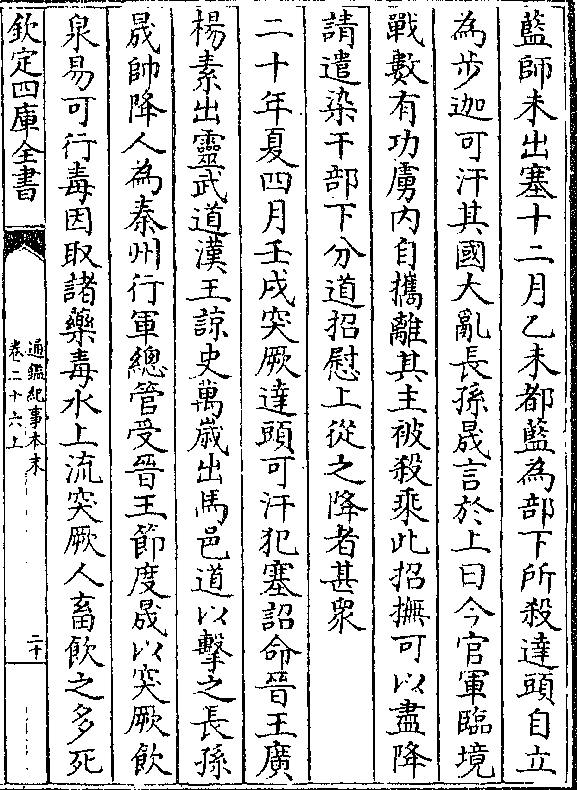 藍師未出塞十二月乙未都藍為部下所殺達頭自立
為步迦可汗其國大亂長孫晟言於上曰今官軍臨境
戰數有功虜内自攜離其主被殺乘此招撫可以盡降
請遣染干部下分道招慰上從之降者甚衆
二十年夏四月壬戌突厥達頭可汗犯塞詔命晉王廣
楊素出靈武道漢王諒史萬歲出馬邑道以擊之長孫
晟帥降人為秦州行軍總管受晉王節度晟以突厥飲
泉易可行毒因取諸藥毒水上流突厥人畜飲之多死
欽定四庫全書
通鑑紀事本末
卷二十六上
二十